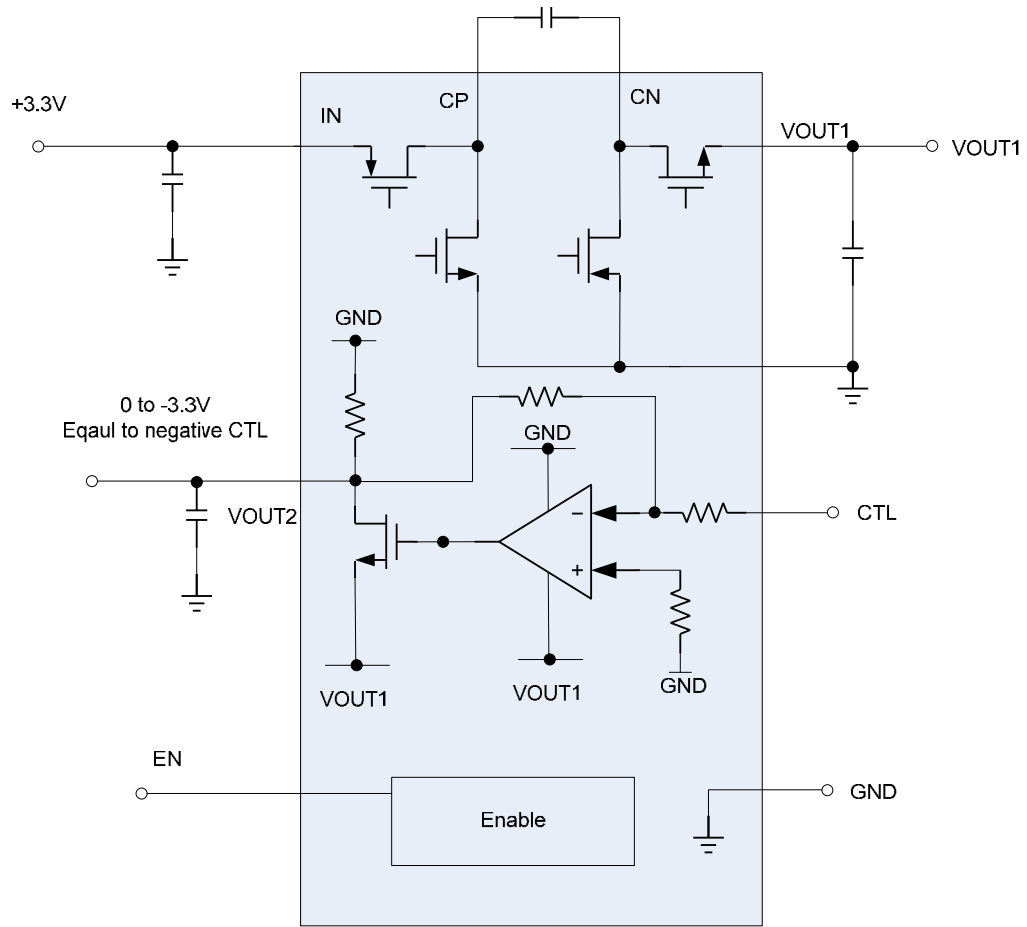 +3.3V
IN
CP
CN
VOUT1
VOUT1
GND
0 to -3.3V
Eqaul to negative CTL
GND
VOUT2
−
CTL
+
GND
VOUT1
VOUT1
EN
Enable
GND